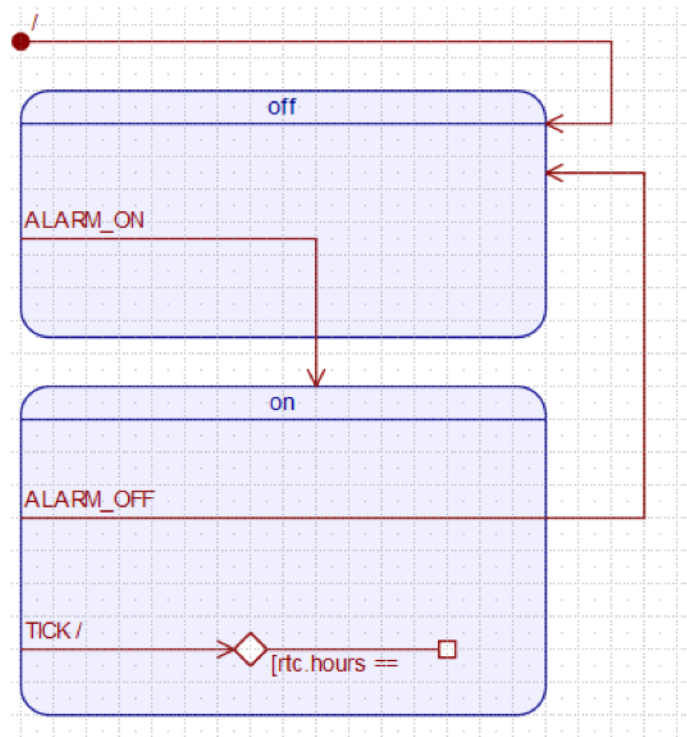 /
off
ALARM_ON
on
ALARM_OFF
TICK /
[rtc.hours ==